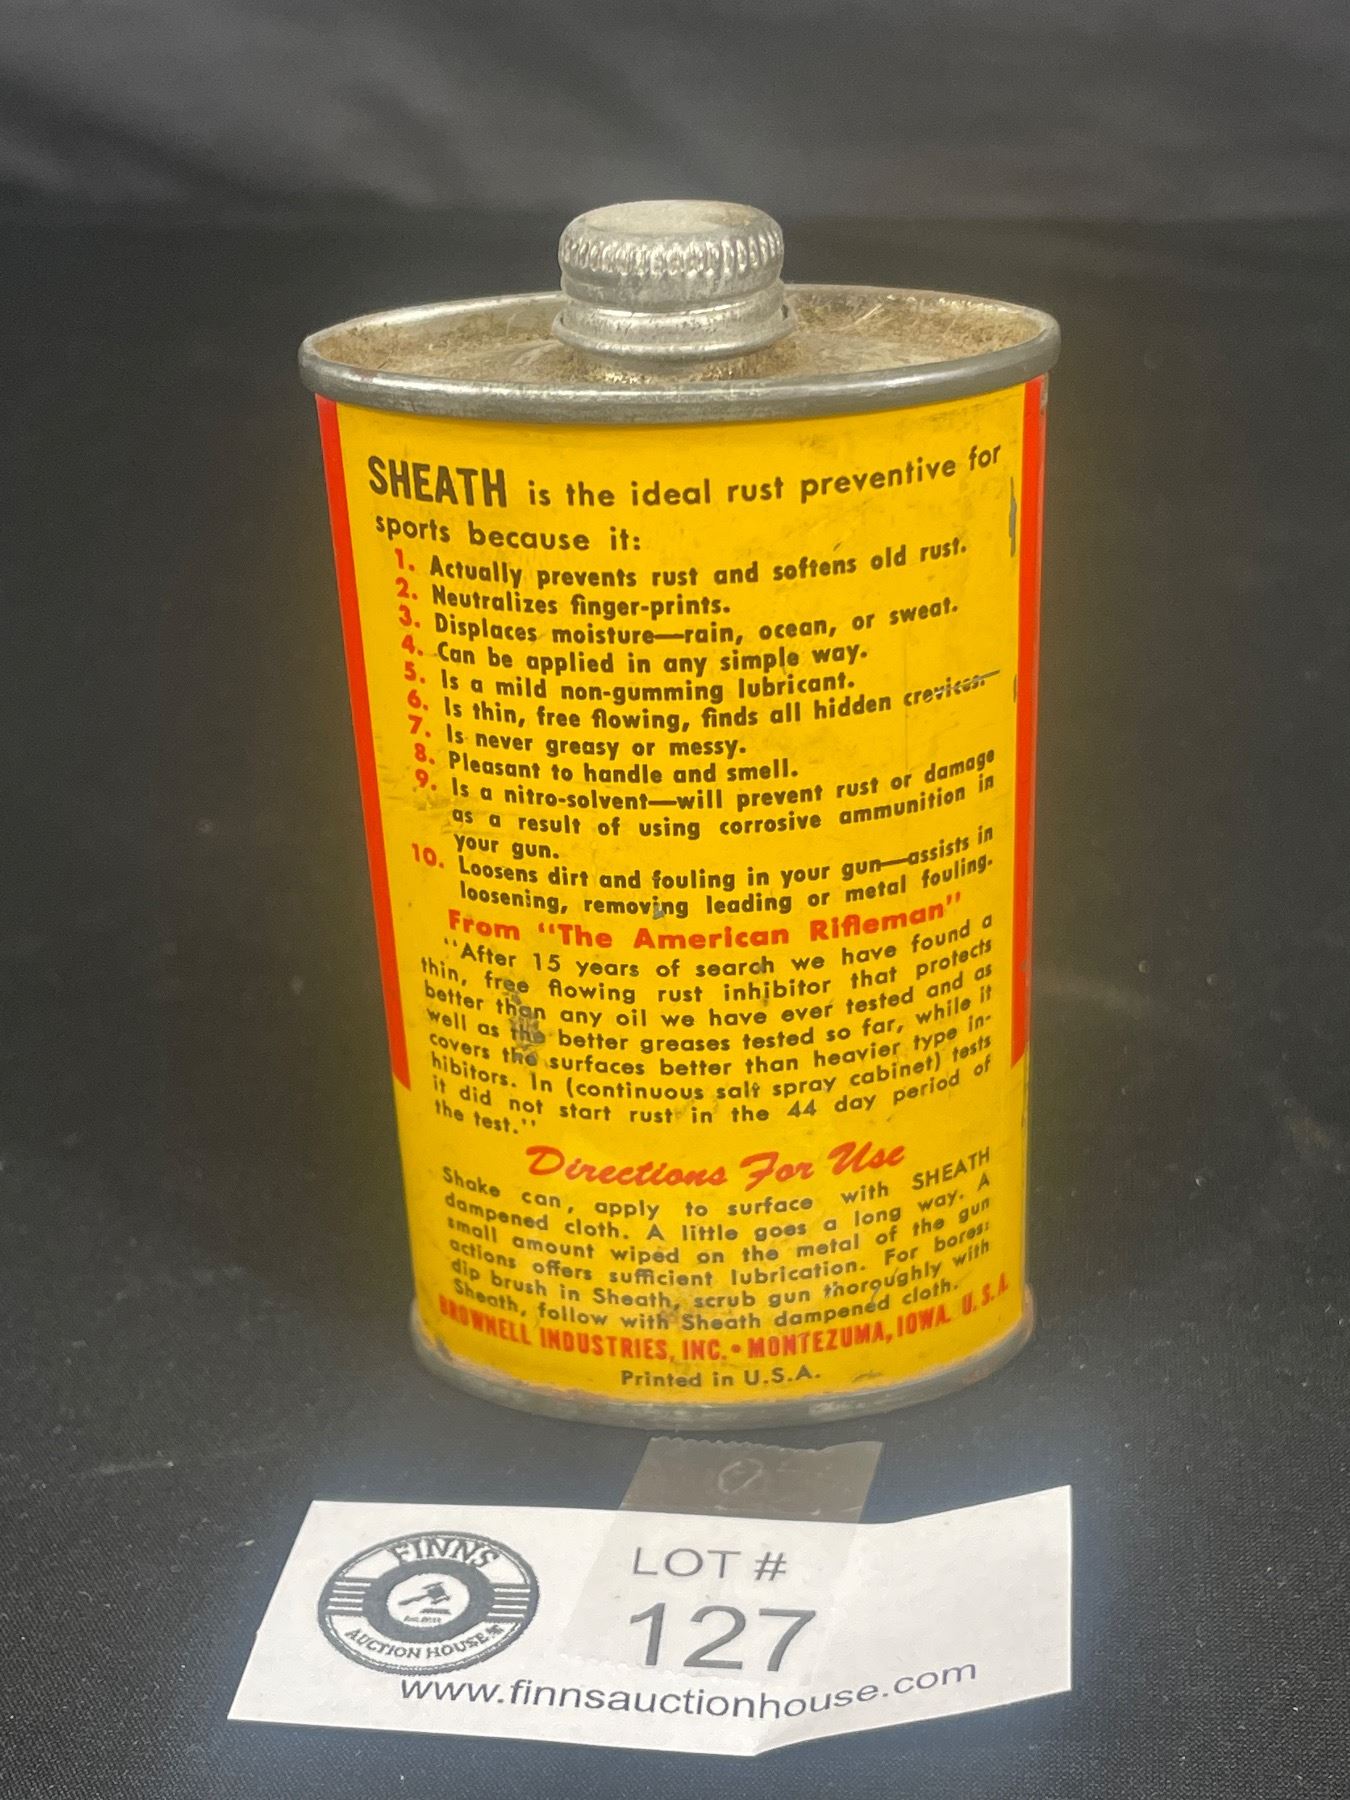 SHEATH is the ideal rust preventive for
sports because it:
1. Actually prevents rust and softens old rust.
2. Neutralizes finger-prints.
3. Displaces moisture—rain, ocean, or sweat.
4. Can be applied in any simple way.
5. Is a mild non-gumming lubricant.
6. Is thin, free flowing, finds all hidden crevices.
7. Is never greasy or messy.
8. Pleasant to handle and smell.
9. Is a nitro-solvent—will prevent rust or damage
as a result of using corrosive ammunition in
your gun.
10. Loosens dirt and fouling in your gun—assists in
loosening, removing leading or metal fouling.
From "The American Rifleman"
"After 15 years of search we have found a
thin, free flowing rust inhibitor that protects
better than any oil we have ever tested and as
well as the better greases tested so far, while it
covers the surfaces better than heavier type in-
hibitors. In (continuous salt spray cabinet) tests
it did not start rust in the 44 day period of
the test."
Directions For Use
Shake can, apply to surface with SHEATH
dampened cloth. A little goes a long way. A
small amount wiped on the metal of the gun
actions offers sufficient lubrication. For bores:
dip brush in Sheath, scrub gun thoroughly with
Sheath, follow with Sheath dampened cloth.
BROWNELL INDUSTRIES, INC. • MONTEZUMA, IOWA. U.S.A.
Printed in U.S.A.
FINNS
AUCTION HOUSE
LOT #
127
www.finnsauctionhouse.com